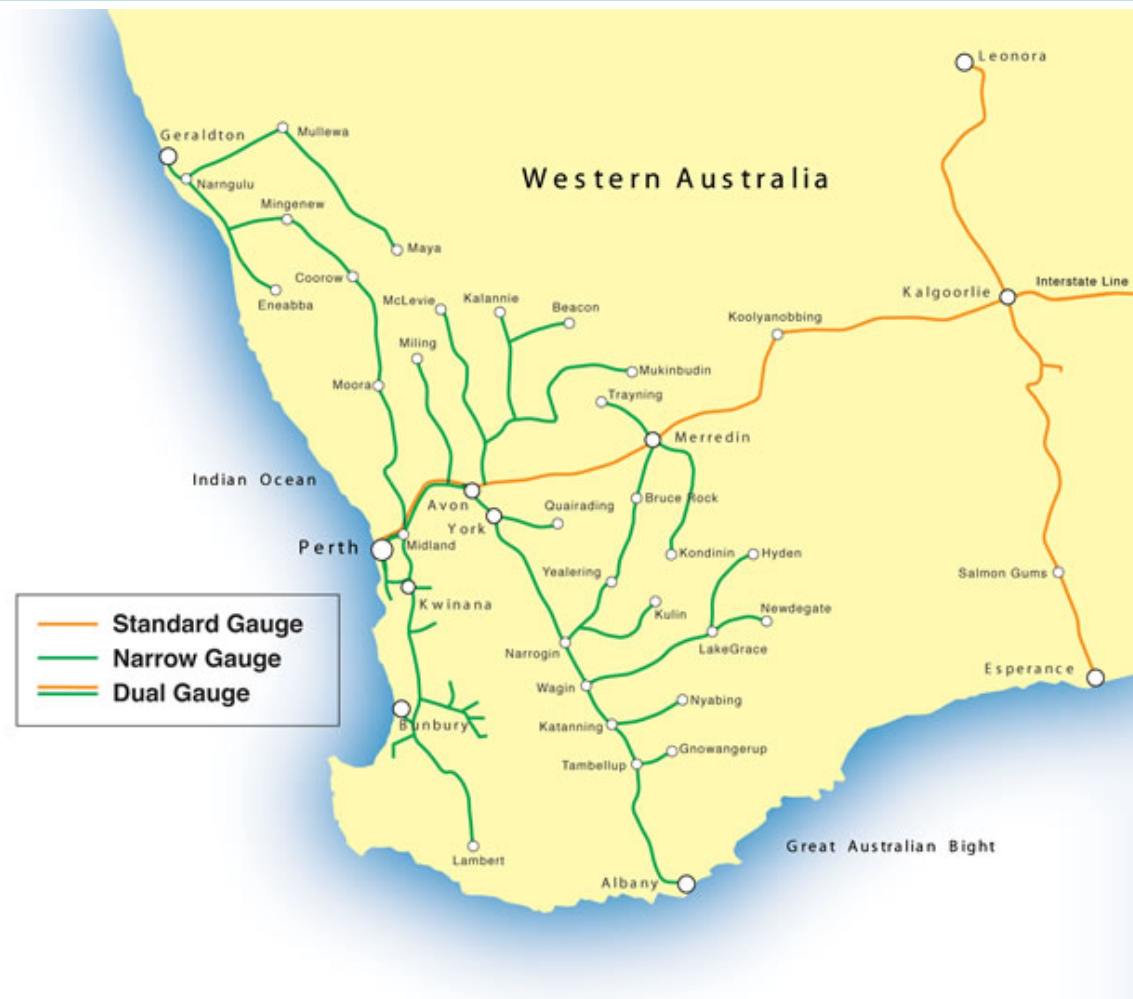 Leonora
Geraldton
Mullewa
Western Australia
Narngulu
Mingenew
Maya
Coorow
Interstate Line
Kalgoorlie
Eneabba
McLevie
Kalannie
Beacon
Koolyanobbing
Miling
Mukinbudin
Moora
Trayning
Merredin
Indian Ocean
Avon
Quairading
Bruce Rock
York
Perth
Midland
Kondinin
Hyden
Yealering
Salmon Gums
Kwinana
Kulin
Newdegate
Standard Gauge
Narrow Gauge
Dual Gauge
Narrogin
LakeGrace
Esperance
Wagin
Nyabing
Bunbury
Katanning
Gnowangerup
Tambellup
Great Australian Bight
Lambert
Albany